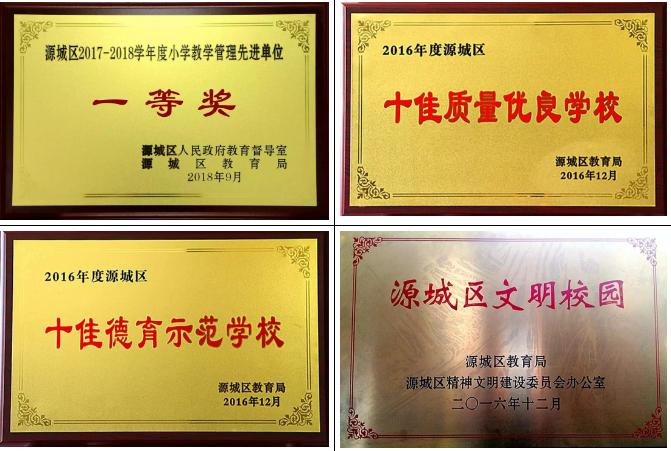 源城区2017-2018学年度小学教学管理先进单位
一等奖
源城区人民政府教育督导室
源城区教育局
2018年9月
2016年度源城区
十佳质量优良学校
源城区教育局
2016年12月
2016年度源城区
十佳德育示范学校
源城区教育局
2016年12月
源城区文明校园
源城区教育局
源城区精神文明建设委员会办公室
二〇一六年十二月